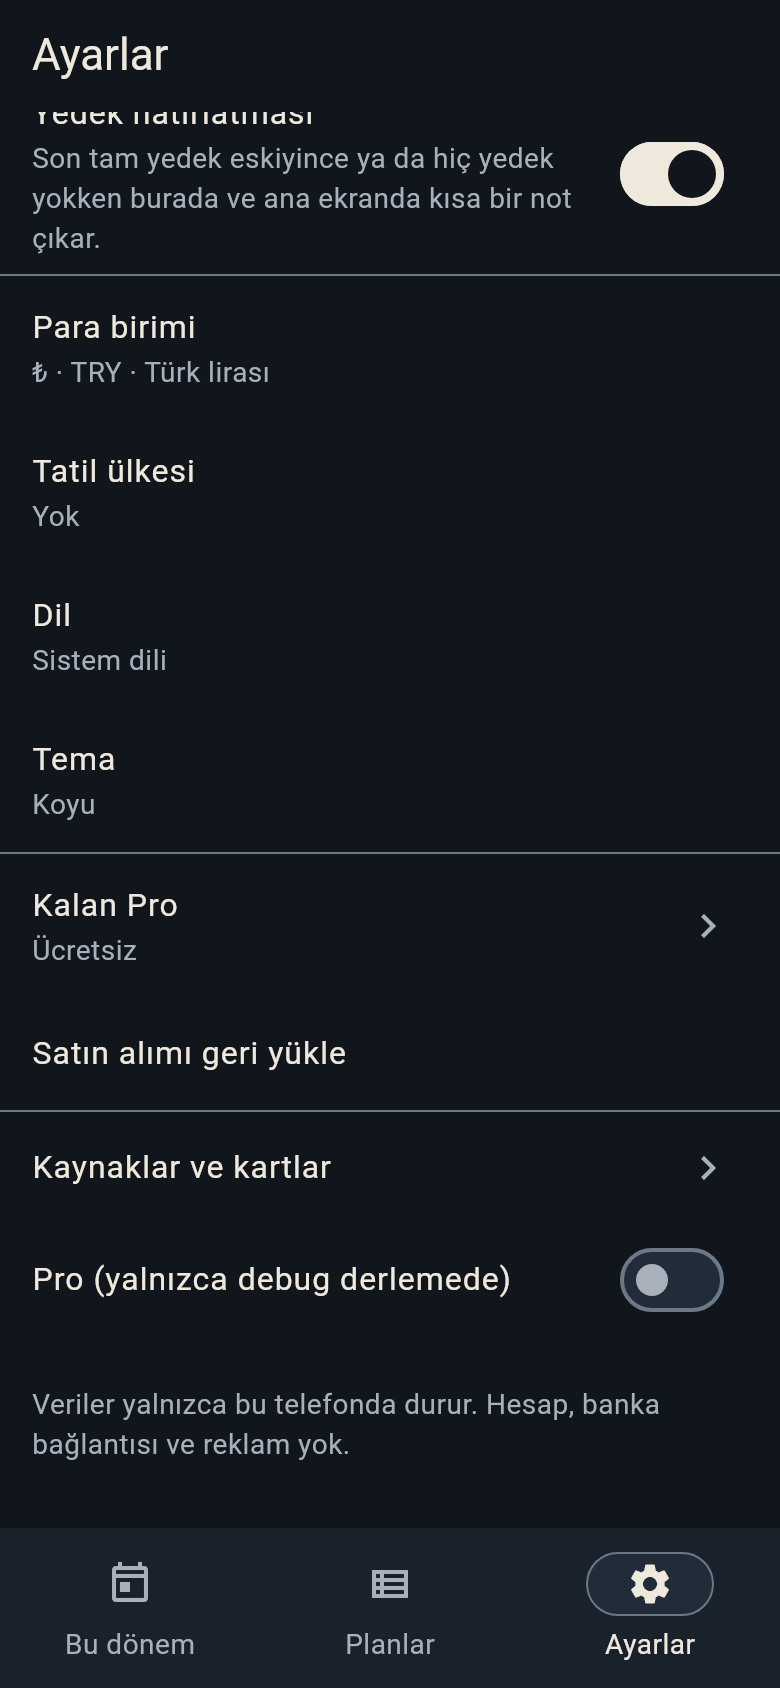 Ayarlar
Yedek hatırlatması
Son tam yedek eskiyince ya da hiç yedek
yokken burada ve ana ekranda kısa bir not
çıkar.
Para birimi
₺ · TRY · Türk lirası
Tatil ülkesi
Yok
Dil
Sistem dili
Tema
Koyu
Kalan Pro
Ücretsiz
Satın alımı geri yükle
Kaynaklar ve kartlar
Pro (yalnızca debug derlemede)
Veriler yalnızca bu telefonda durur. Hesap, banka
bağlantısı ve reklam yok.
Bu dönem
Planlar
Ayarlar